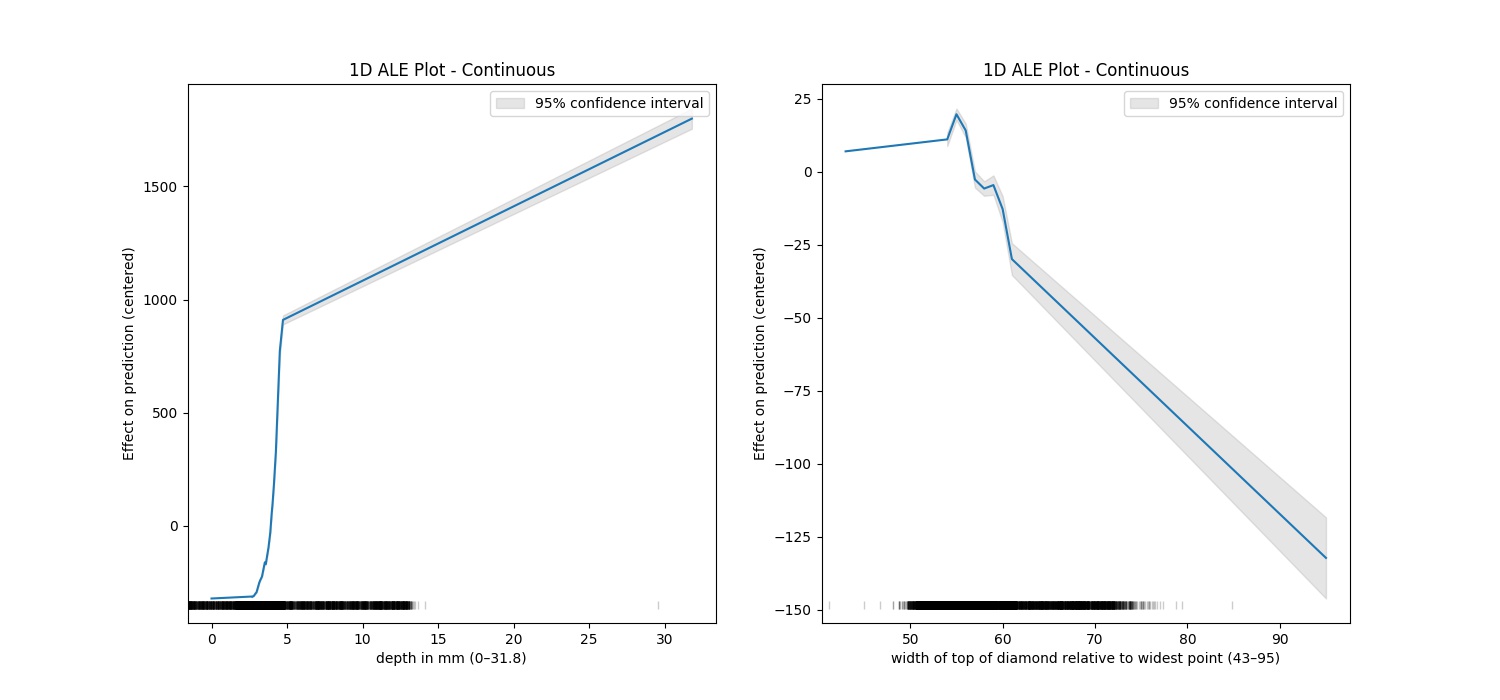 1D ALE Plot - Continuous
95% confidence interval
1500
1000
500
0
Effect on prediction (centered)
0 5 10 15 20 25 30
depth in mm (0–31.8)
1D ALE Plot - Continuous
95% confidence interval
25
0
−25
−50
−75
−100
−125
−150
Effect on prediction (centered)
50 60 70 80 90
width of top of diamond relative to widest point (43–95)